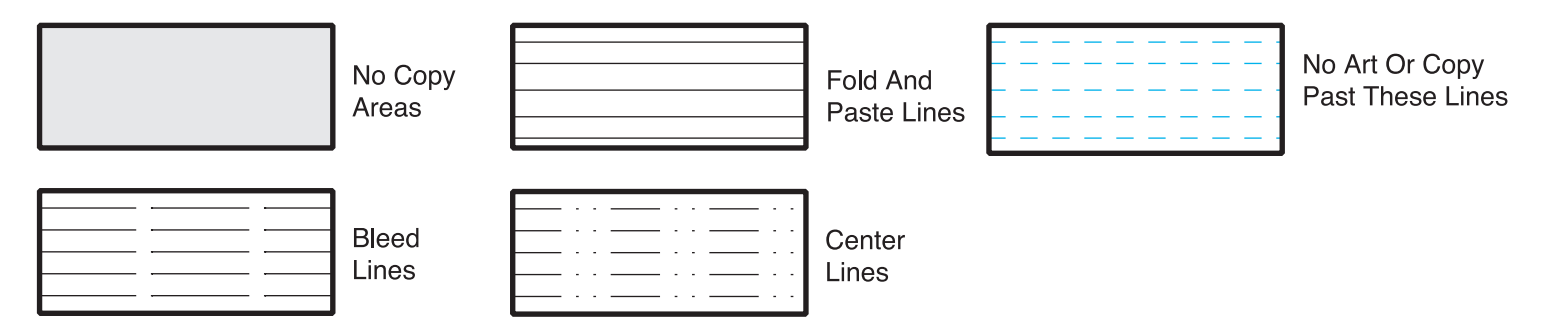 No Copy
Areas
Fold And
Paste Lines
No Art Or Copy
Past These Lines
Bleed
Lines
Center
Lines